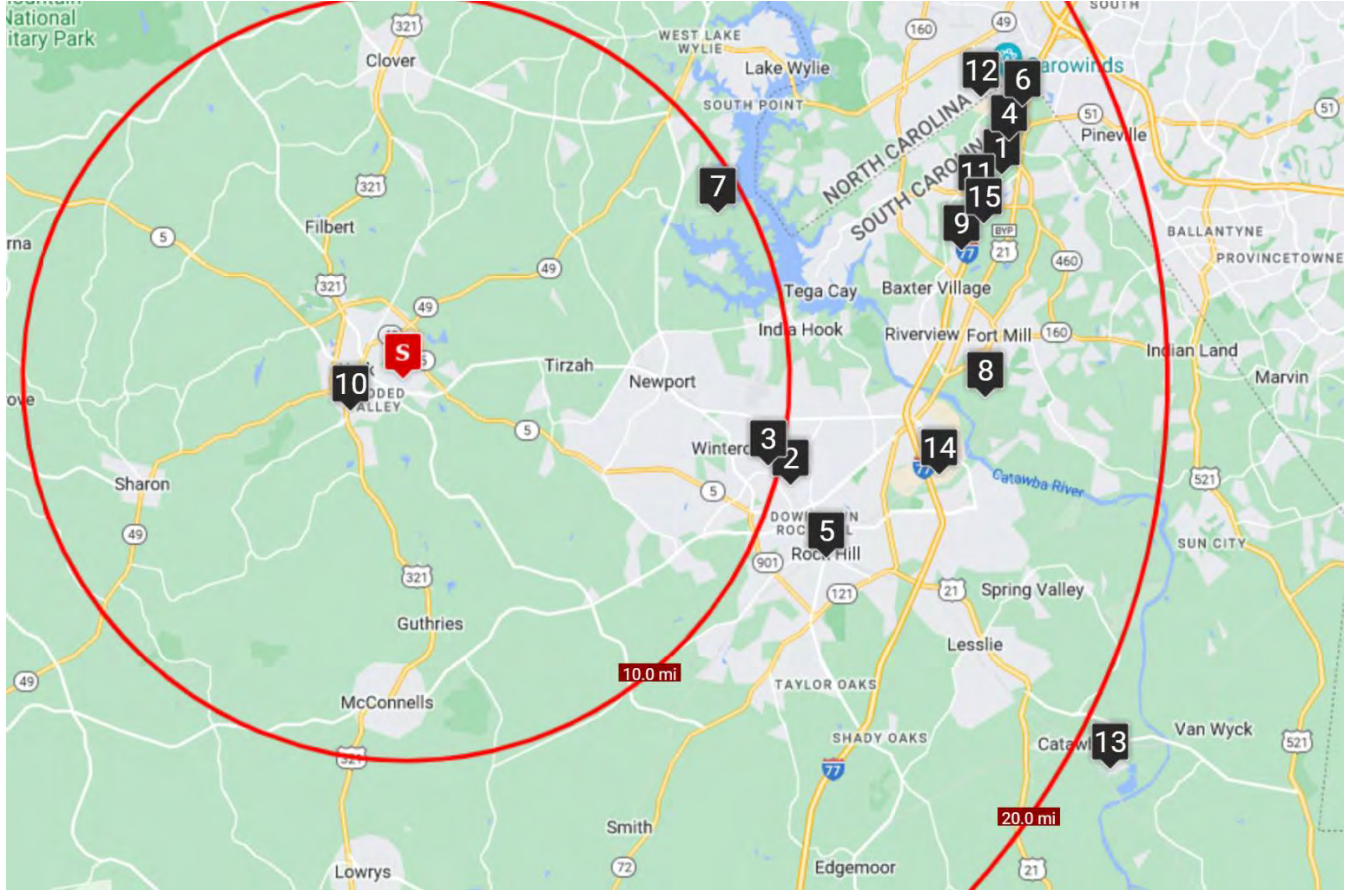 National
itary Park
321
Clover
WEST LAKE
WYLIE
Lake Wylie
SOUTH POINT
160
49
SOUTH
12
6
arowinds
4
51
51
Pineville
1
NORTH CAROLINA
SOUTH CAROLIN
11
15
9
7
321
49
5
Filbert
rna
49
BYP
21
77
460
BALLANTYNE
PROVINCETOWNE
321
49
Tega Cay
Baxter Village
India Hook
Riverview
Fort Mill
160
Indian Land
S
5
10
ALLEY
Tirzah
Newport
8
Marvin
ove
5
3
2
14
77
Catawba River
521
Sharon
5
49
5
Rock Hill
SUN CITY
901
321
121
21
Spring Valley
Guthries
Lesslie
10.0 mi
49
McConnells
TAYLOR OAKS
321
SHADY OAKS
77
13
Van Wyck
521
20.0 mi
Smith
72
Lowrys
Edgemoor
21